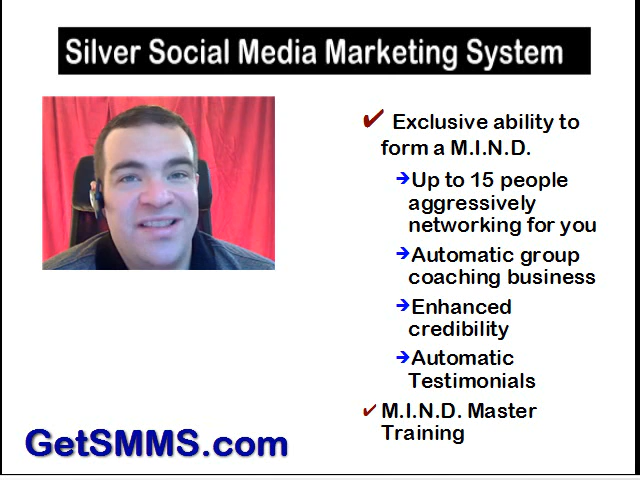 Silver Social Media Marketing System
✔ Exclusive ability to
form a M.I.N.D.
➔Up to 15 people
aggressively
networking for you
➔Automatic group
coaching business
➔Enhanced
credibility
➔Automatic
Testimonials
✔ M.I.N.D. Master
Training
GetSMMS.com